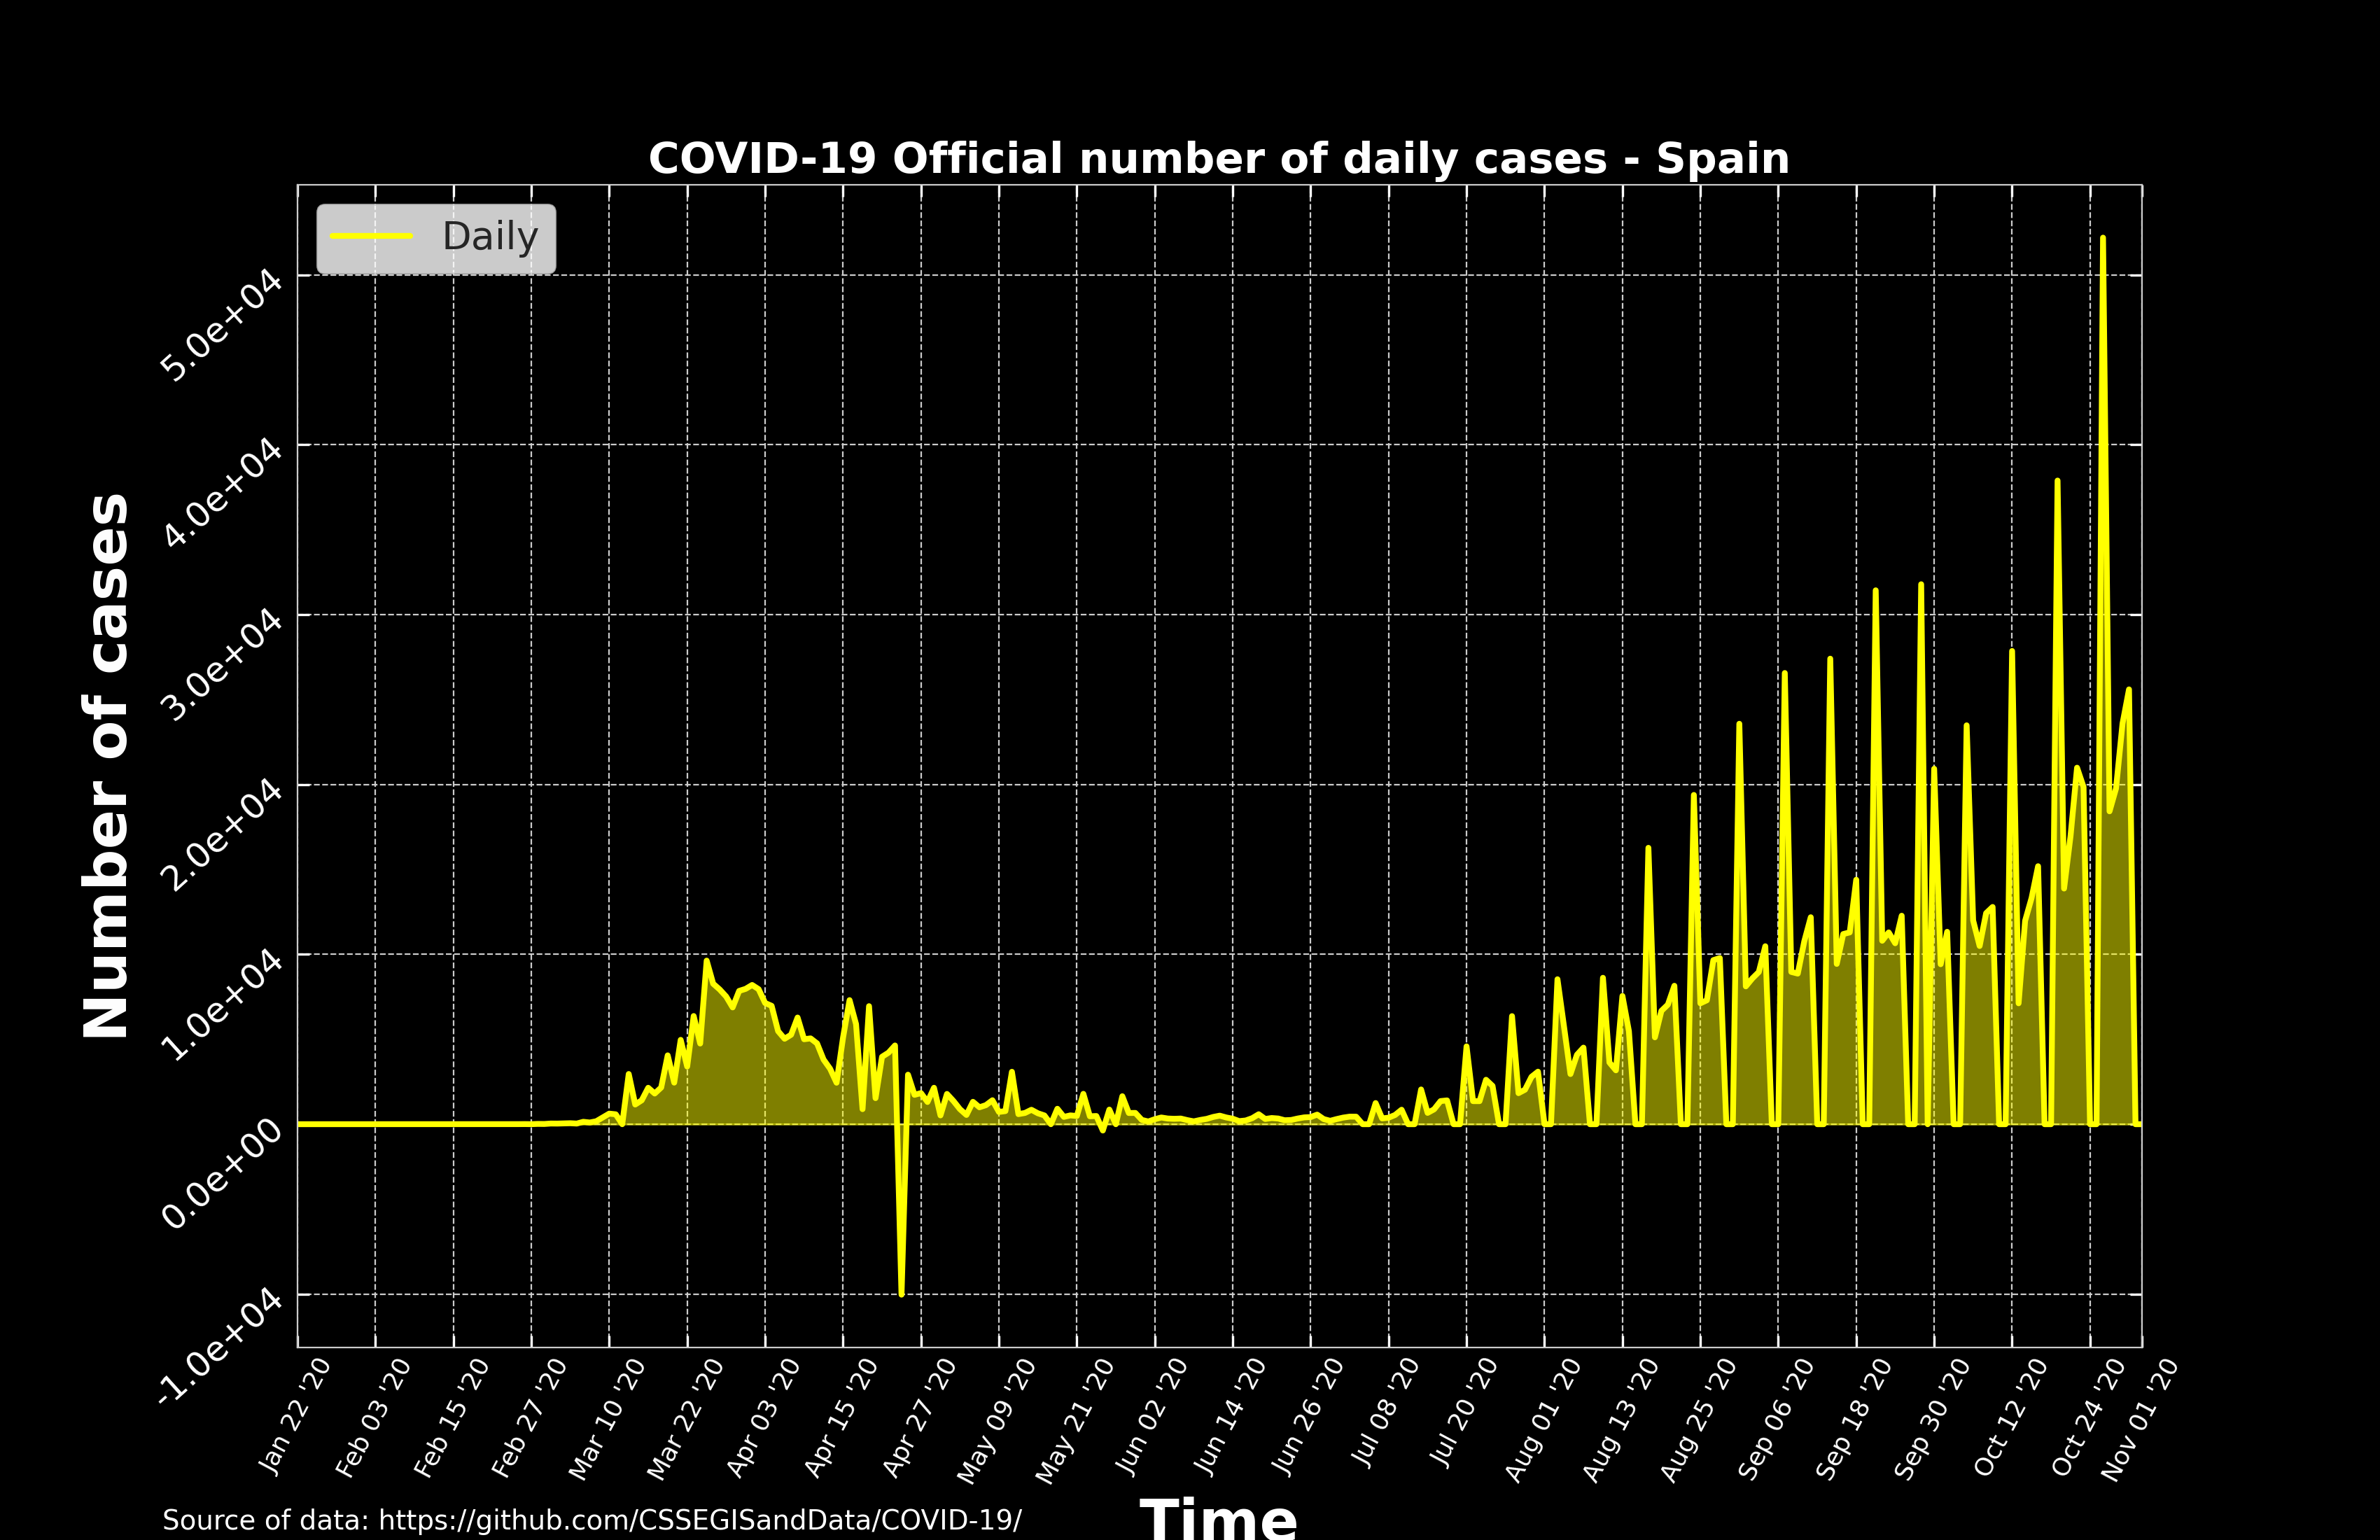 COVID-19 Official number of daily cases - Spain
Daily
Number of cases
5.0e+04
4.0e+04
3.0e+04
2.0e+04
1.0e+04
0.0e+00
-1.0e+04
Jan 22 '20
Feb 03 '20
Feb 15 '20
Feb 27 '20
Mar 10 '20
Mar 22 '20
Apr 03 '20
Apr 15 '20
Apr 27 '20
May 09 '20
May 21 '20
Jun 02 '20
Jun 14 '20
Jun 26 '20
Jul 08 '20
Jul 20 '20
Aug 01 '20
Aug 13 '20
Aug 25 '20
Sep 06 '20
Sep 18 '20
Sep 30 '20
Oct 12 '20
Oct 24 '20
Nov 01 '20
Time
Source of data: https://github.com/CSSEGISandData/COVID-19/